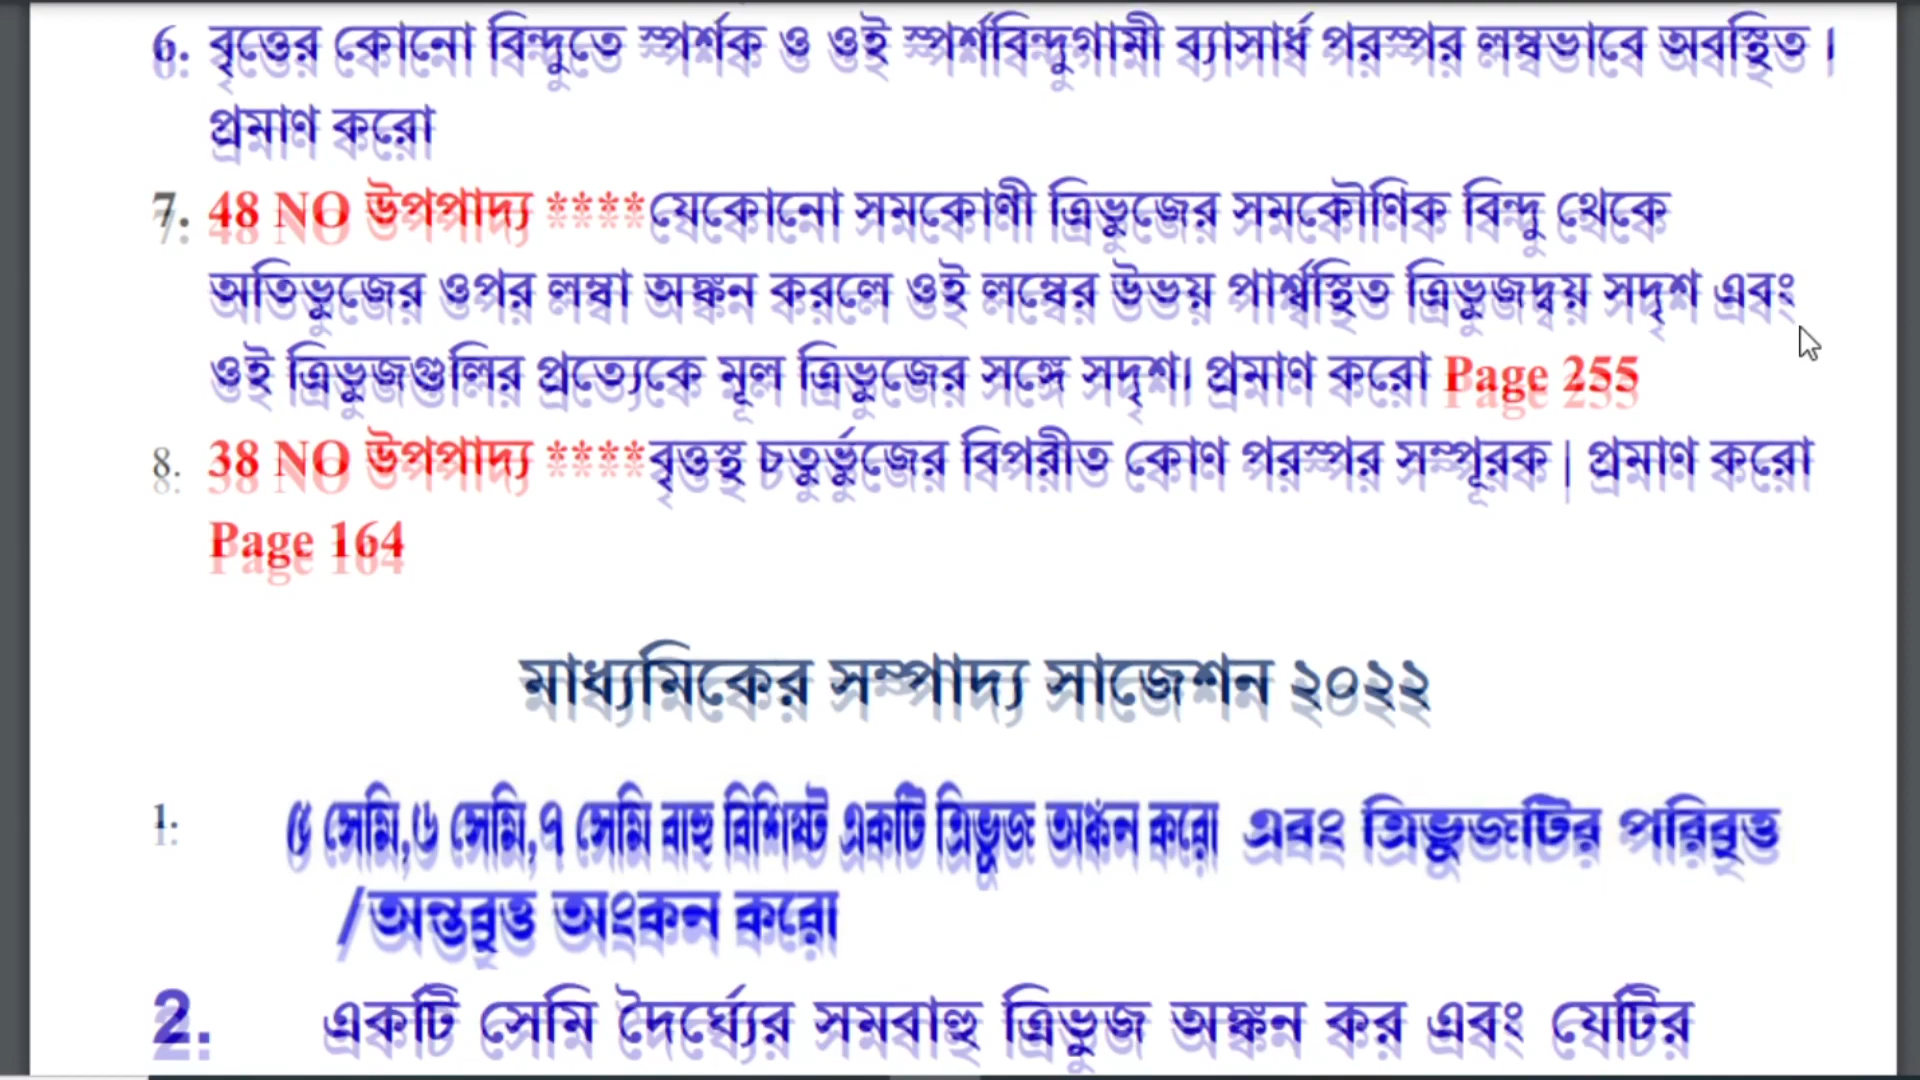 6. বৃত্তের কোনো বিন্দুতে স্পর্শক ও ওই স্পর্শবিন্দুগামী ব্যাসার্ধ পরস্পর লম্বভাবে অবস্থিত ।
প্রমাণ করো
7. 48 NO উপপাদ্য ****যেকোনো সমকোণী ত্রিভুজের সমকৌণিক বিন্দু থেকে
অতিভুজের ওপর লম্বা অঙ্কন করলে ওই লম্বের উভয় পার্শ্বস্থিত ত্রিভুজদ্বয় সদৃশ এবং
ওই ত্রিভুজগুলির প্রত্যেকে মূল ত্রিভুজের সঙ্গে সদৃশ। প্রমাণ করো Page 255
8. 38 NO উপপাদ্য ****বৃত্তস্থ চতুর্ভুজের বিপরীত কোণ পরস্পর সম্পূরক | প্রমাণ করো
Page 164
মাধ্যমিকের সম্পাদ্য সাজেশন ২০২২
1. ৫ সেমি,৬ সেমি,৭ সেমি বাহু বিশিষ্ট একটি ত্রিভুজ অঙ্কন করো এবং ত্রিভুজটির পরিবৃত্ত
/অন্তবৃত্ত অংকন করো
2. একটি সেমি দৈর্ঘ্যের সমবাহু ত্রিভুজ অঙ্কন কর এবং যেটির